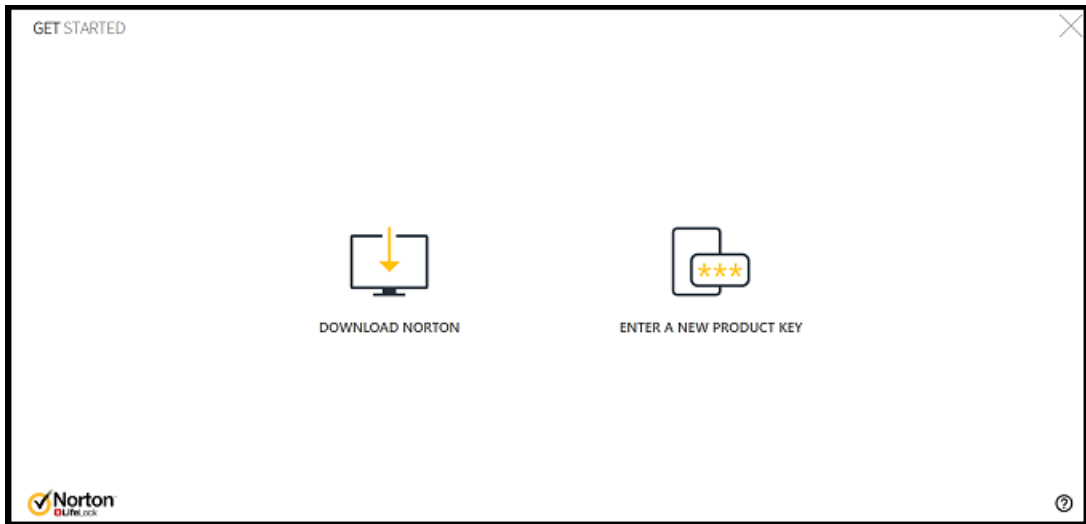 GET STARTED
***
DOWNLOAD NORTON
ENTER A NEW PRODUCT KEY
Norton
LifeLock
?